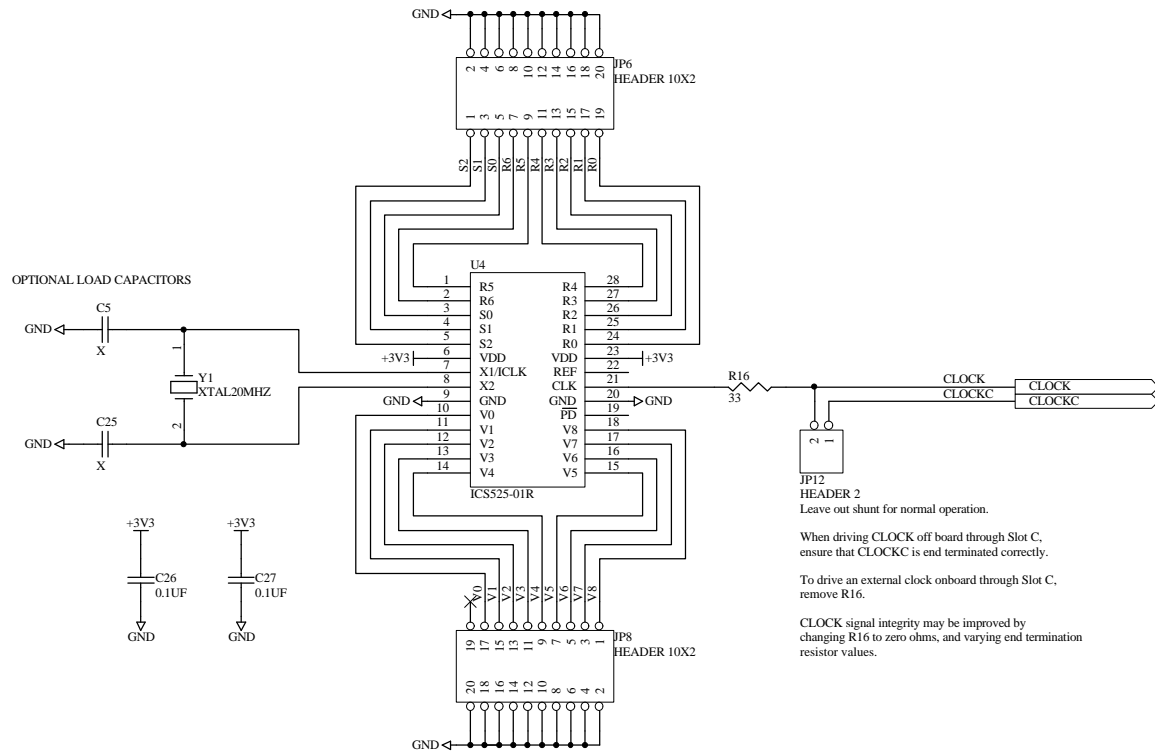 GND
2 4 6 8 10 12 14 16 18 20
JP6
HEADER 10X2
1 3 5 7 9 11 13 15 17 19
S2 S1 S0 R6 R5 R4 R3 R2 R1 R0
U4
1 R5 R4 28
2 R6 R3 27
3 S0 R2 26
4 S1 R1 25
5 S2 R0 24
+3V3 6 VDD VDD 23 +3V3
7 X1/ICLK REF 22
8 X2 CLK 21
GND 9 GND GND 20 GND
10 V0 PD 19
11 V1 V8 18
12 V2 V7 17
13 V3 V6 16
14 V4 V5 15
ICS525-01R
OPTIONAL LOAD CAPACITORS
C5
GND
X
1
Y1
XTAL20MHZ
2
C25
GND
X
+3V3
C26
0.1UF
GND
+3V3
C27
0.1UF
GND
R16
33
CLOCK CLOCK
CLOCKC CLOCKC
2 1
JP12
HEADER 2
Leave out shunt for normal operation.
When driving CLOCK off board through Slot C,
ensure that CLOCKC is end terminated correctly.
To drive an external clock onboard through Slot C,
remove R16.
CLOCK signal integrity may be improved by
changing R16 to zero ohms, and varying end termination
resistor values.
V0 V1 V2 V3 V4 V5 V6 V7 V8
19 17 15 13 11 9 7 5 3 1
JP8
HEADER 10X2
20 18 16 14 12 10 8 6 4 2
GND